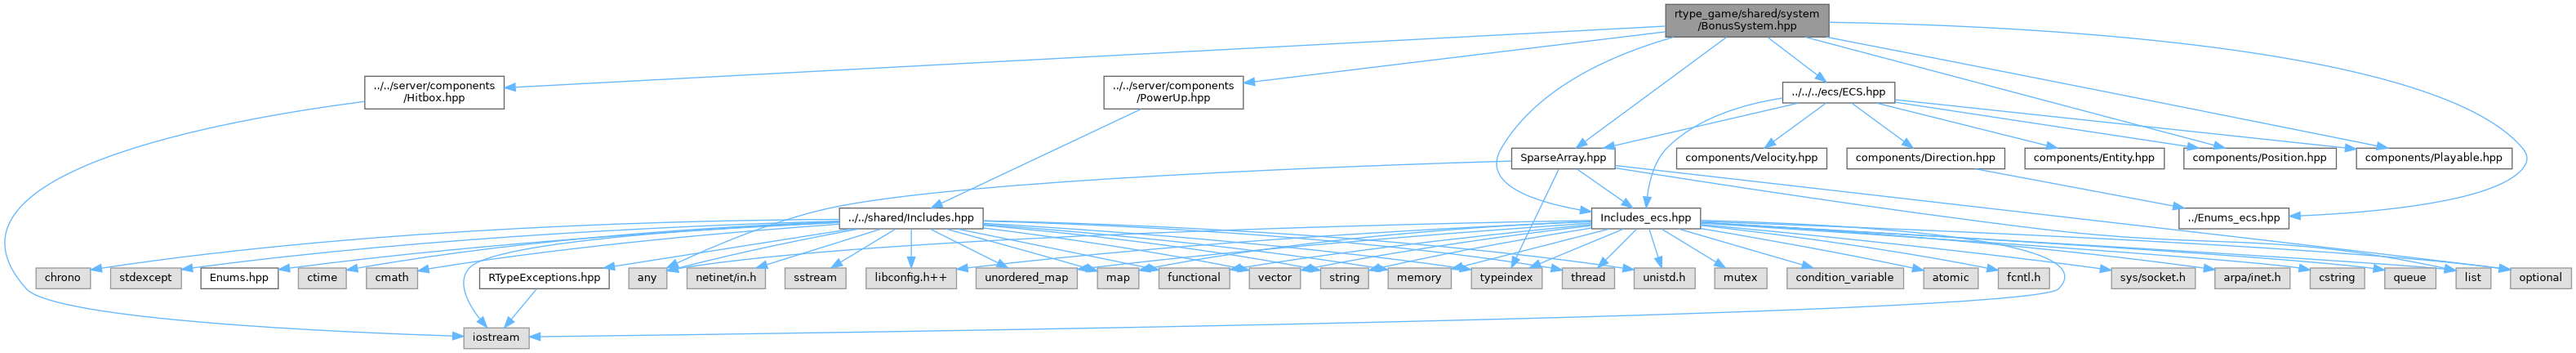 rtype_game/shared/system
/BonusSystem.hpp
../../server/components
/Hitbox.hpp
../../server/components
/PowerUp.hpp
../../../ecs/ECS.hpp
SparseArray.hpp
components/Velocity.hpp
components/Direction.hpp
components/Entity.hpp
components/Position.hpp
components/Playable.hpp
../../shared/Includes.hpp
Includes_ecs.hpp
../Enums_ecs.hpp
chrono
stdexcept
Enums.hpp
ctime
cmath
RTypeExceptions.hpp
any
netinet/in.h
sstream
libconfig.h++
unordered_map
map
functional
vector
string
memory
typeindex
thread
unistd.h
mutex
condition_variable
atomic
fcntl.h
sys/socket.h
arpa/inet.h
cstring
queue
list
optional
iostream